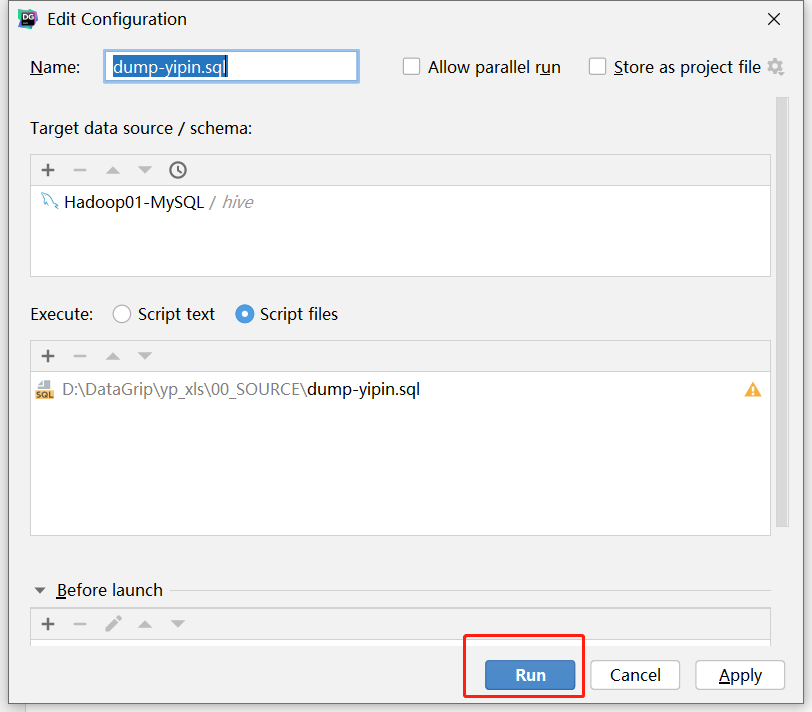 DG Edit Configuration
Name: dump-yipin.sql Allow parallel run Store as project file
Target data source / schema:
Hadoop01-MySQL / hive
Execute: Script text Script files
SQL D:\DataGrip\yp_xls\00_SOURCE\dump-yipin.sql
Before launch
Run Cancel Apply